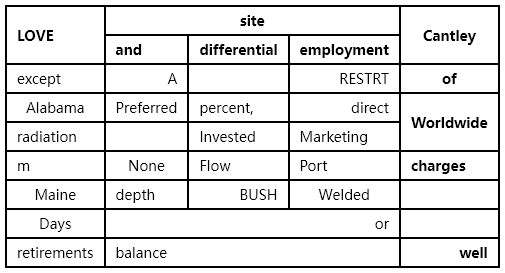 LOVE site Cantley
and differential employment
except A RESTRT of
Alabama Preferred percent, direct Worldwide
radiation Invested Marketing
m None Flow Port charges
Maine depth BUSH Welded
Days or
retirements balance well